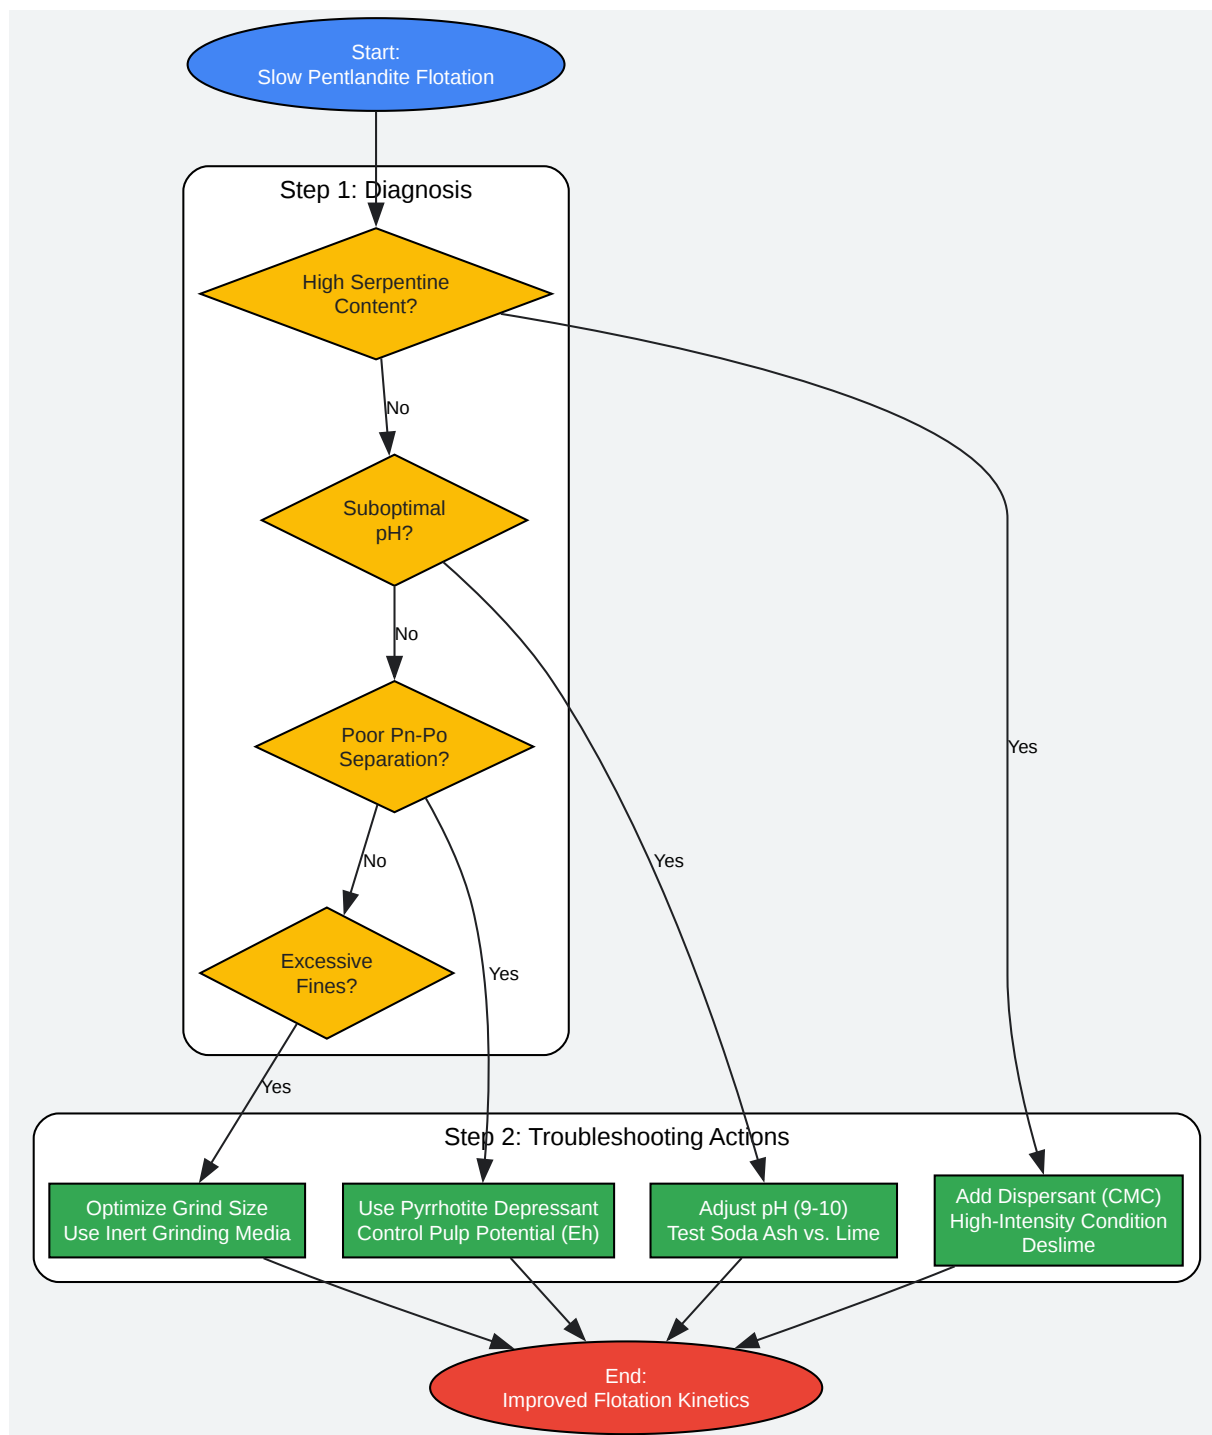 Start:
Slow Pentlandite Flotation
Step 1: Diagnosis
High Serpentine
Content?
No
Suboptimal
pH?
No
Poor Pn-Po
Separation?
Yes
No
Yes
Excessive
Fines?
Yes
Yes
Step 2: Troubleshooting Actions
Optimize Grind Size
Use Inert Grinding Media
Use Pyrrhotite Depressant
Control Pulp Potential (Eh)
Adjust pH (9-10)
Test Soda Ash vs. Lime
Add Dispersant (CMC)
High-Intensity Condition
Deslime
End:
Improved Flotation Kinetics